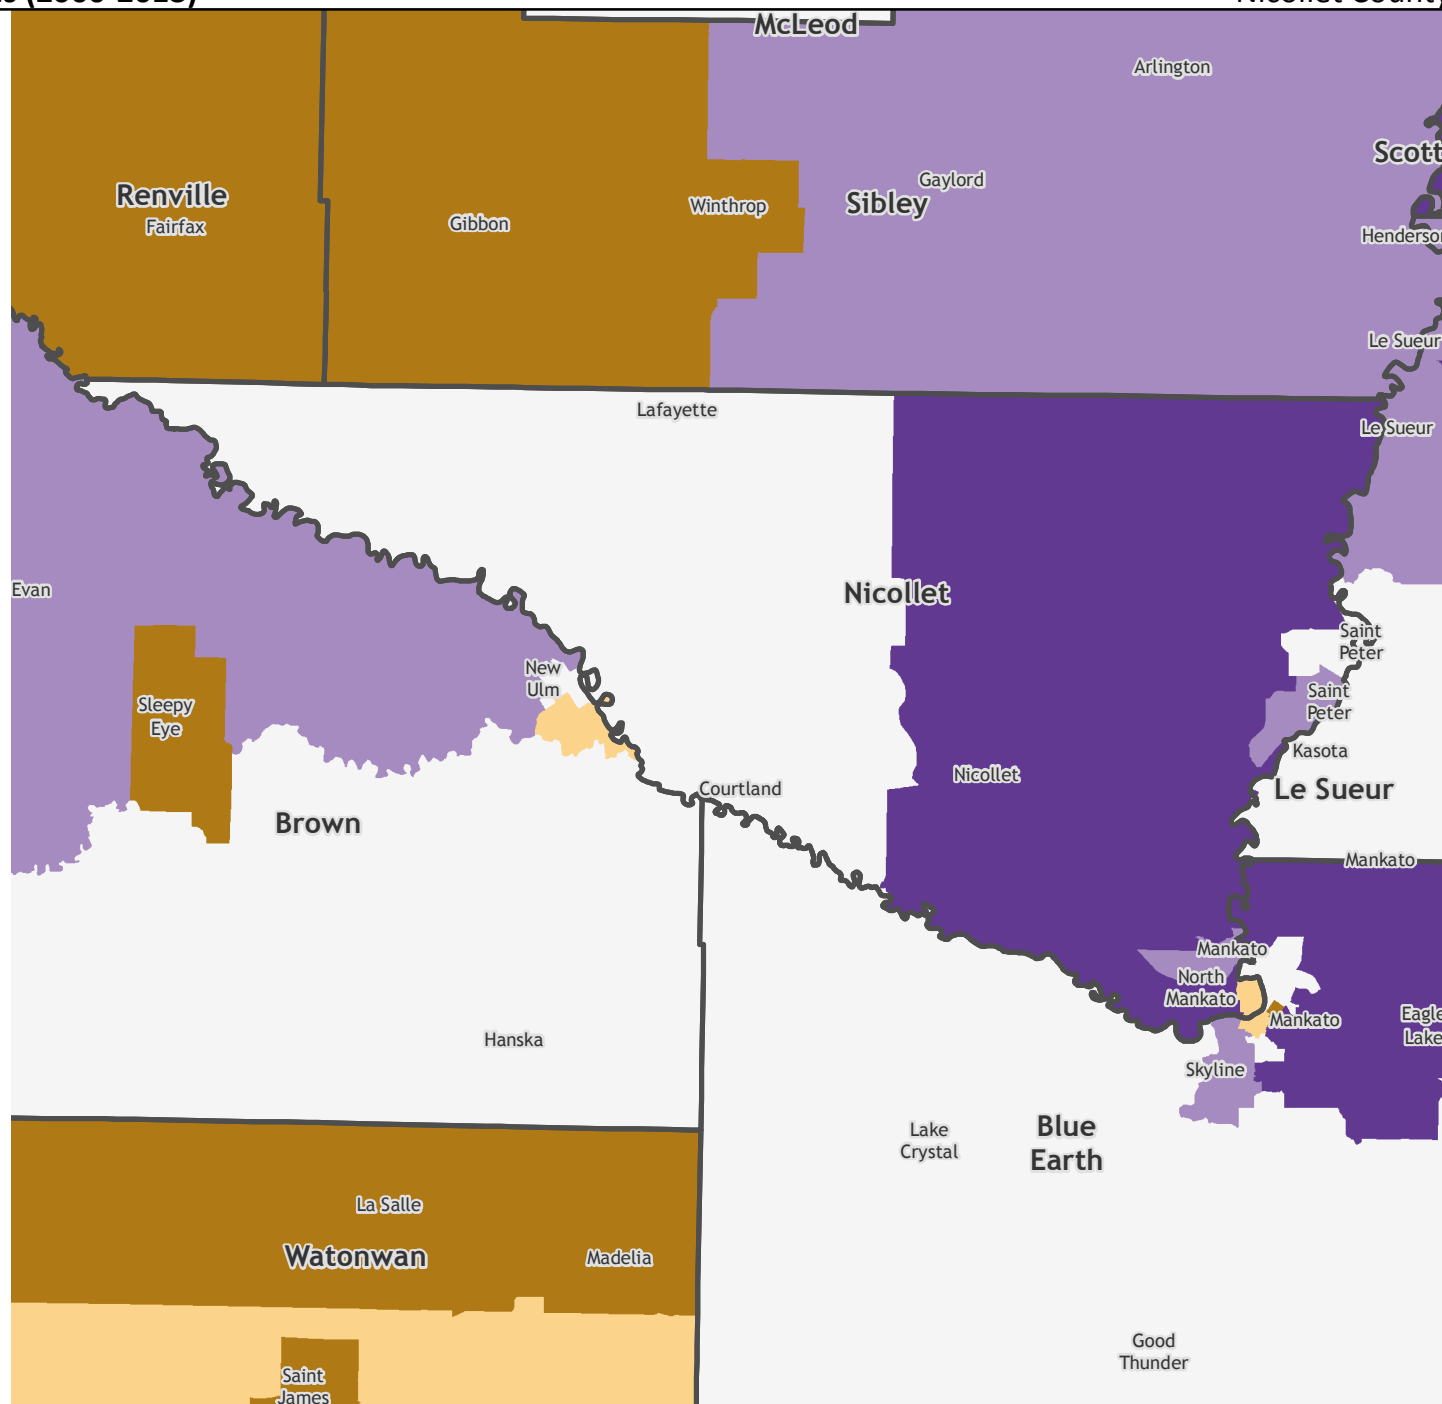 Nicollet County
McLeod
Arlington
Scott
Renville
Fairfax
Gibbon
Winthrop
Gaylord
Sibley
Le Sueur
Lafayette
Le Sueur
Evan
Nicollet
Saint
Peter
New
Ulm
Sleepy
Eye
Saint
Peter
Kasota
Nicollet
Courtland
Le Sueur
Brown
Mankato
Mankato
North
Mankato
Mankato
Eagle
Lake
Hanska
Skyline
Lake
Crystal
Blue
Earth
La Salle
Watonwan
Madelia
Good
Thunder
Saint
James